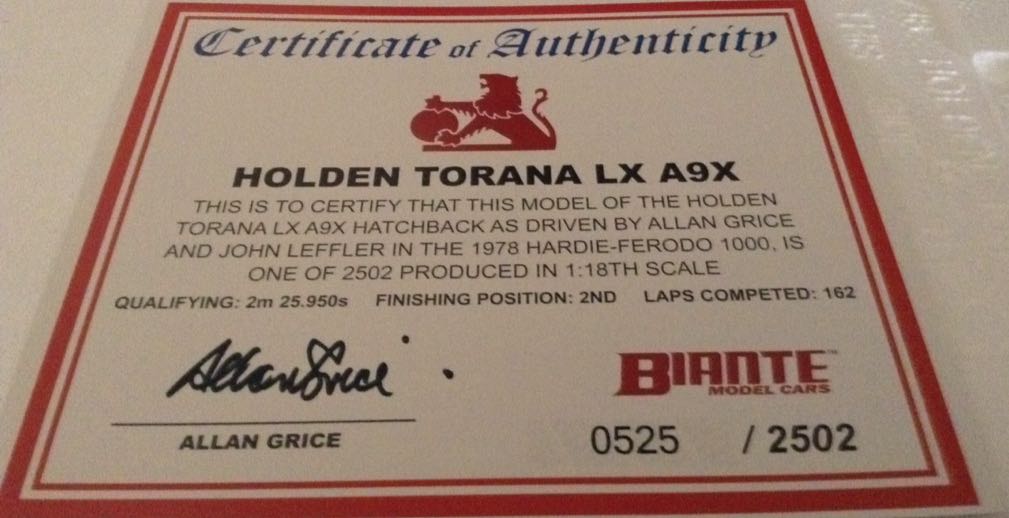 Certificate of Authenticity
HOLDEN TORANA LX A9X
THIS IS TO CERTIFY THAT THIS MODEL OF THE HOLDEN
TORANA LX A9X HATCHBACK AS DRIVEN BY ALLAN GRICE
AND JOHN LEFFLER IN THE 1978 HARDIE-FERODO 1000, IS
ONE OF 2502 PRODUCED IN 1:18TH SCALE
QUALIFYING: 2m 25.950s FINISHING POSITION: 2ND LAPS COMPETED: 162
Allan Grice
BIANTE™
MODEL CARS
ALLAN GRICE
0525 / 2502